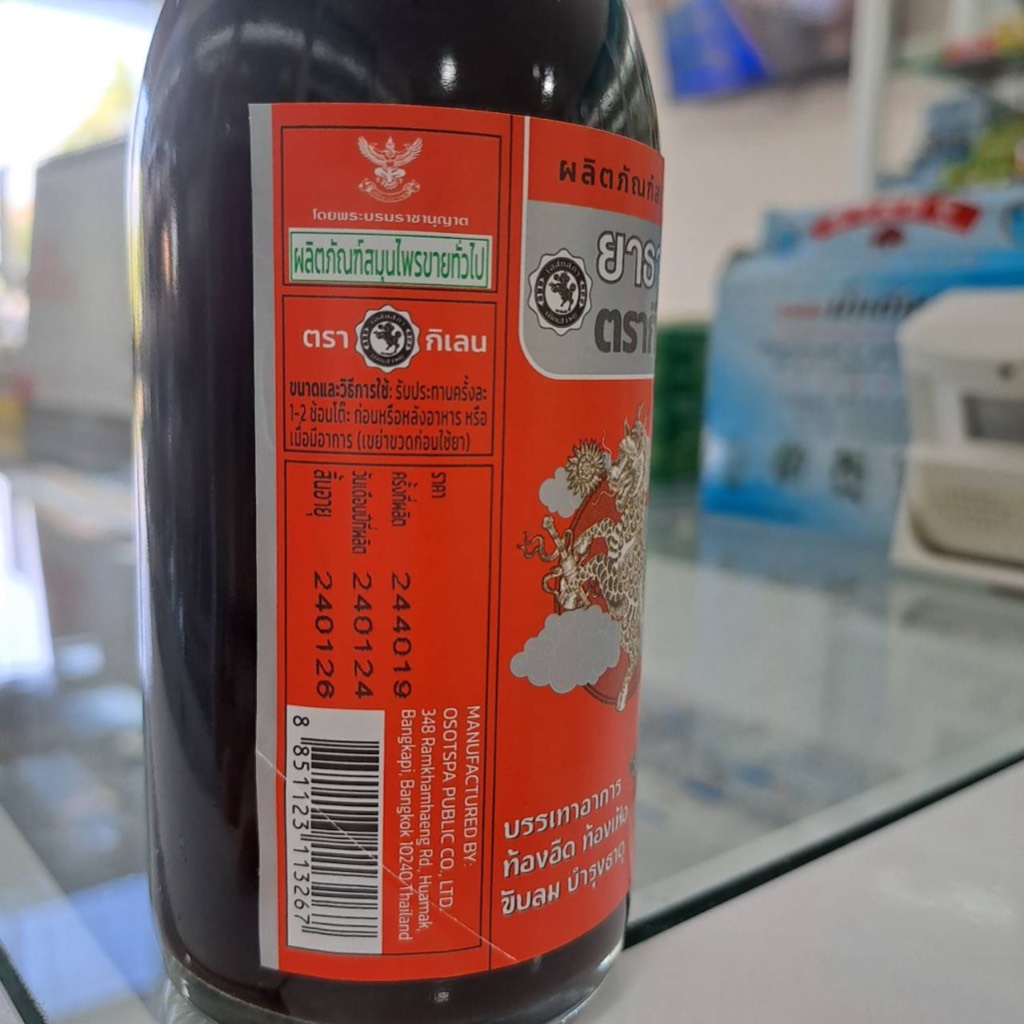 โดยพระบรมราชานุญาต
ผลิตภัณฑ์สมุนไพรขายทั่วไป
ตรา กิเลน
ขนาดและวิธีการใช้: รับประทานครั้งละ
1-2 ช้อนโต๊ะ ก่อนหรือหลังอาหาร หรือ
เมื่อมีอาการ (เขย่าขวดก่อนใช้ยา)
ราคา
ครั้งที่ผลิต 244019
วันเดือนปีที่ผลิต 240124
สิ้นอายุ 240126
MANUFACTURED BY :
OSOTSPA PUBLIC CO., LTD.
348 Ramkhamhaeng Rd., Huamak,
Bangkapi, Bangkok 10240 Thailand
8 851123 113267
ผลิตภัณฑ์
ยาธา
ตรากิ
บรรเทาอาการ
ท้องอืด ท้องเฟ้อ
ขับลม บำรุงธาตุ